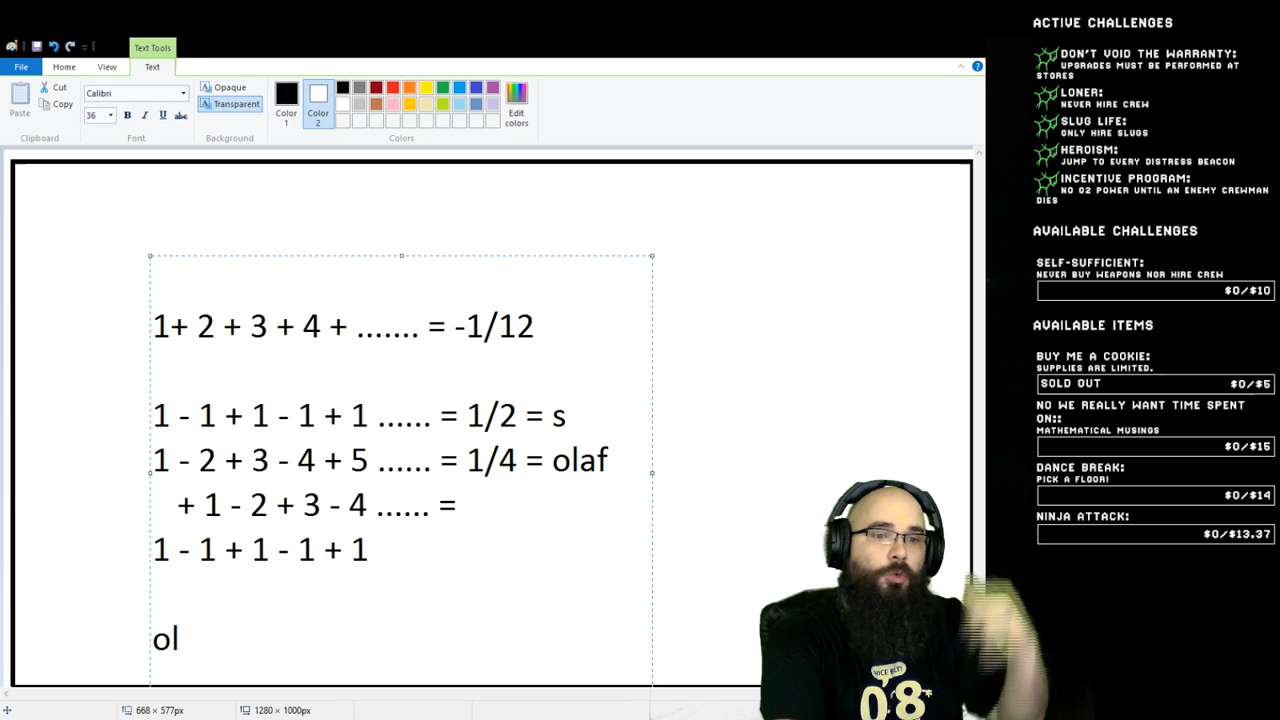 Text Tools
File
Home
View
Text
Paste
Cut
Copy
Clipboard
Calibri
36
B I U abc
Font
Opaque
Transparent
Background
Color 1
Color 2
Edit colors
Colors
1+ 2 + 3 + 4 + ....... = -1/12
1 - 1 + 1 - 1 + 1 ...... = 1/2 = s
1 - 2 + 3 - 4 + 5 ...... = 1/4 = olaf
+ 1 - 2 + 3 - 4 ...... =
1 - 1 + 1 - 1 + 1
ol
668 × 577px
1280 × 1000px
NICE BELT!
08
ACTIVE CHALLENGES
DON'T VOID THE WARRANTY:
UPGRADES MUST BE PERFORMED AT
STORES
LONER:
NEVER HIRE CREW
SLUG LIFE:
ONLY HIRE SLUGS
HEROISM:
JUMP TO EVERY DISTRESS BEACON
INCENTIVE PROGRAM:
NO O2 POWER UNTIL AN ENEMY CREWMAN
DIES
AVAILABLE CHALLENGES
SELF-SUFFICIENT:
NEVER BUY WEAPONS NOR HIRE CREW
$0/$10
AVAILABLE ITEMS
BUY ME A COOKIE:
SUPPLIES ARE LIMITED.
SOLD OUT $0/$5
NO WE REALLY WANT TIME SPENT
ON::
MATHEMATICAL MUSINGS
$0/$15
DANCE BREAK:
PICK A FLOOR!
$0/$14
NINJA ATTACK:
$0/$13.37